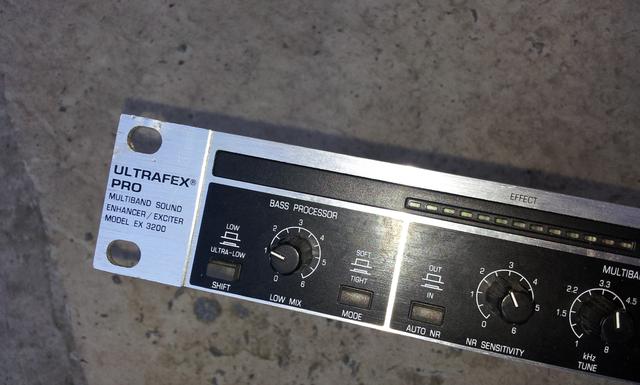 ULTRAFEX®
PRO
MULTIBAND SOUND
ENHANCER/EXCITER
MODEL EX 3200
EFFECT
BASS PROCESSOR
LOW
ULTRA-LOW
SHIFT
0 1 2 3 4 5 6
LOW MIX
SOFT
TIGHT
MODE
OUT
IN
AUTO NR
0 2 3 4 5 6
NR SENSITIVITY
MULTIBA
1 1.5 2.2 3.3 4.5 8
kHz
TUNE